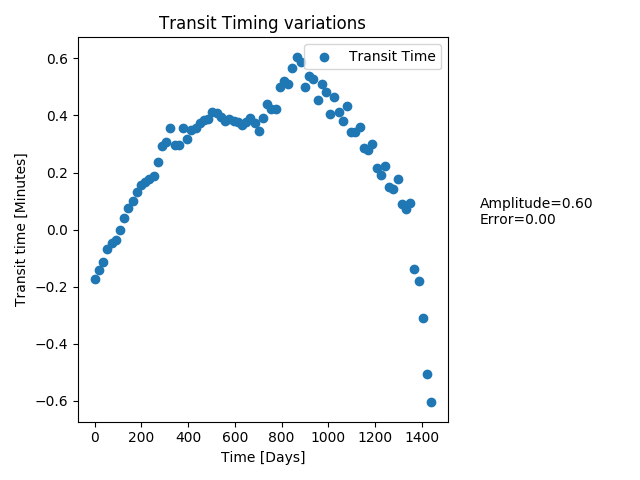 Transit Timing variations
Transit Time
Transit time [Minutes]
0.6
0.4
0.2
0.0
−0.2
−0.4
−0.6
0 200 400 600 800 1000 1200 1400
Time [Days]
Amplitude=0.60
Error=0.00